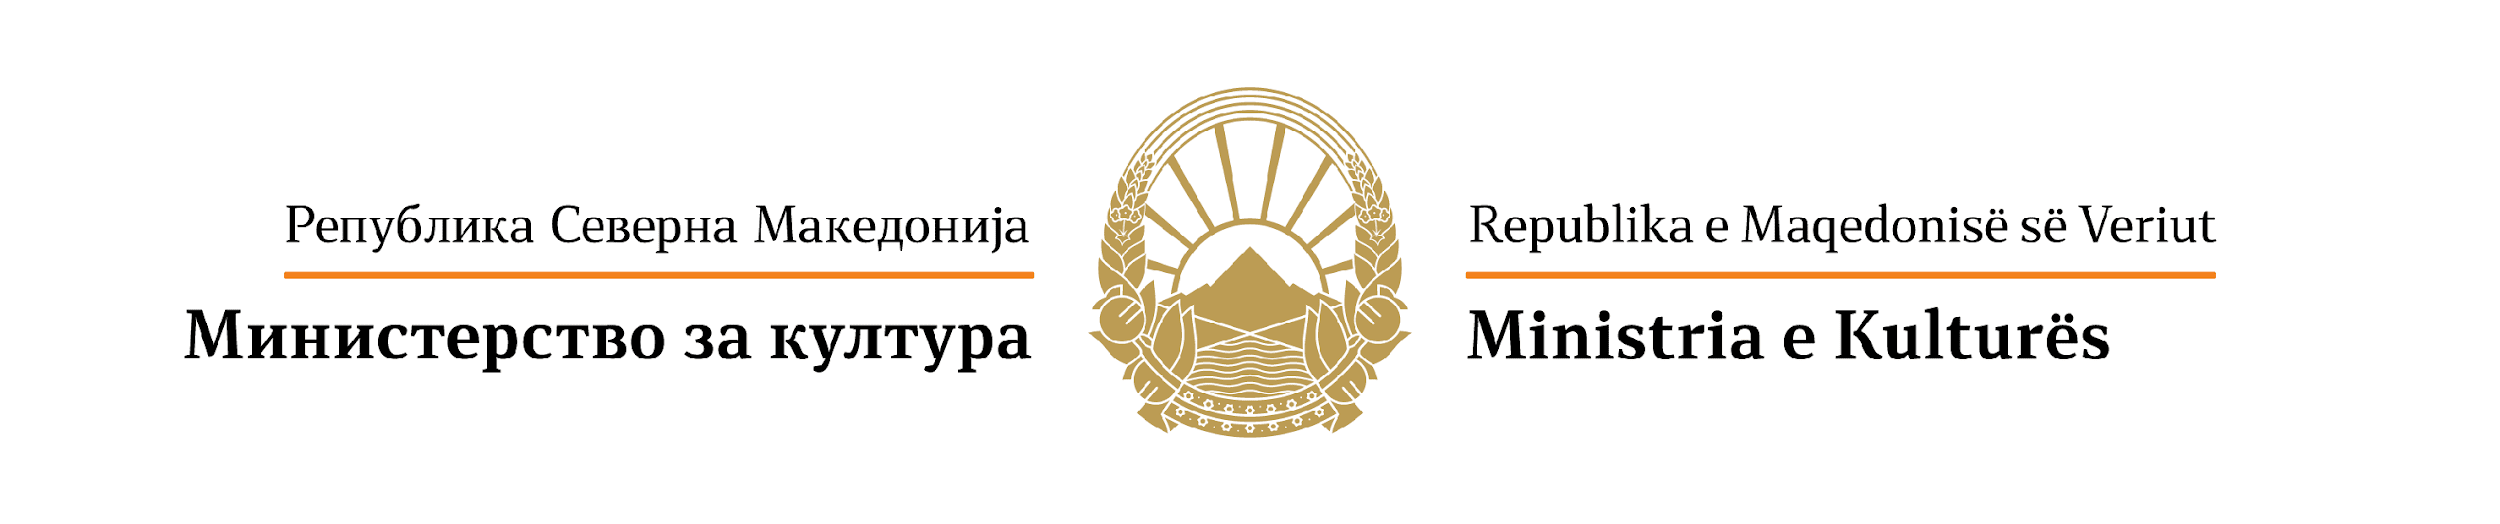 Република Северна Македонија
Министерство за култура
Republika e Maqedonisë së Veriut
Ministria e Kulturës